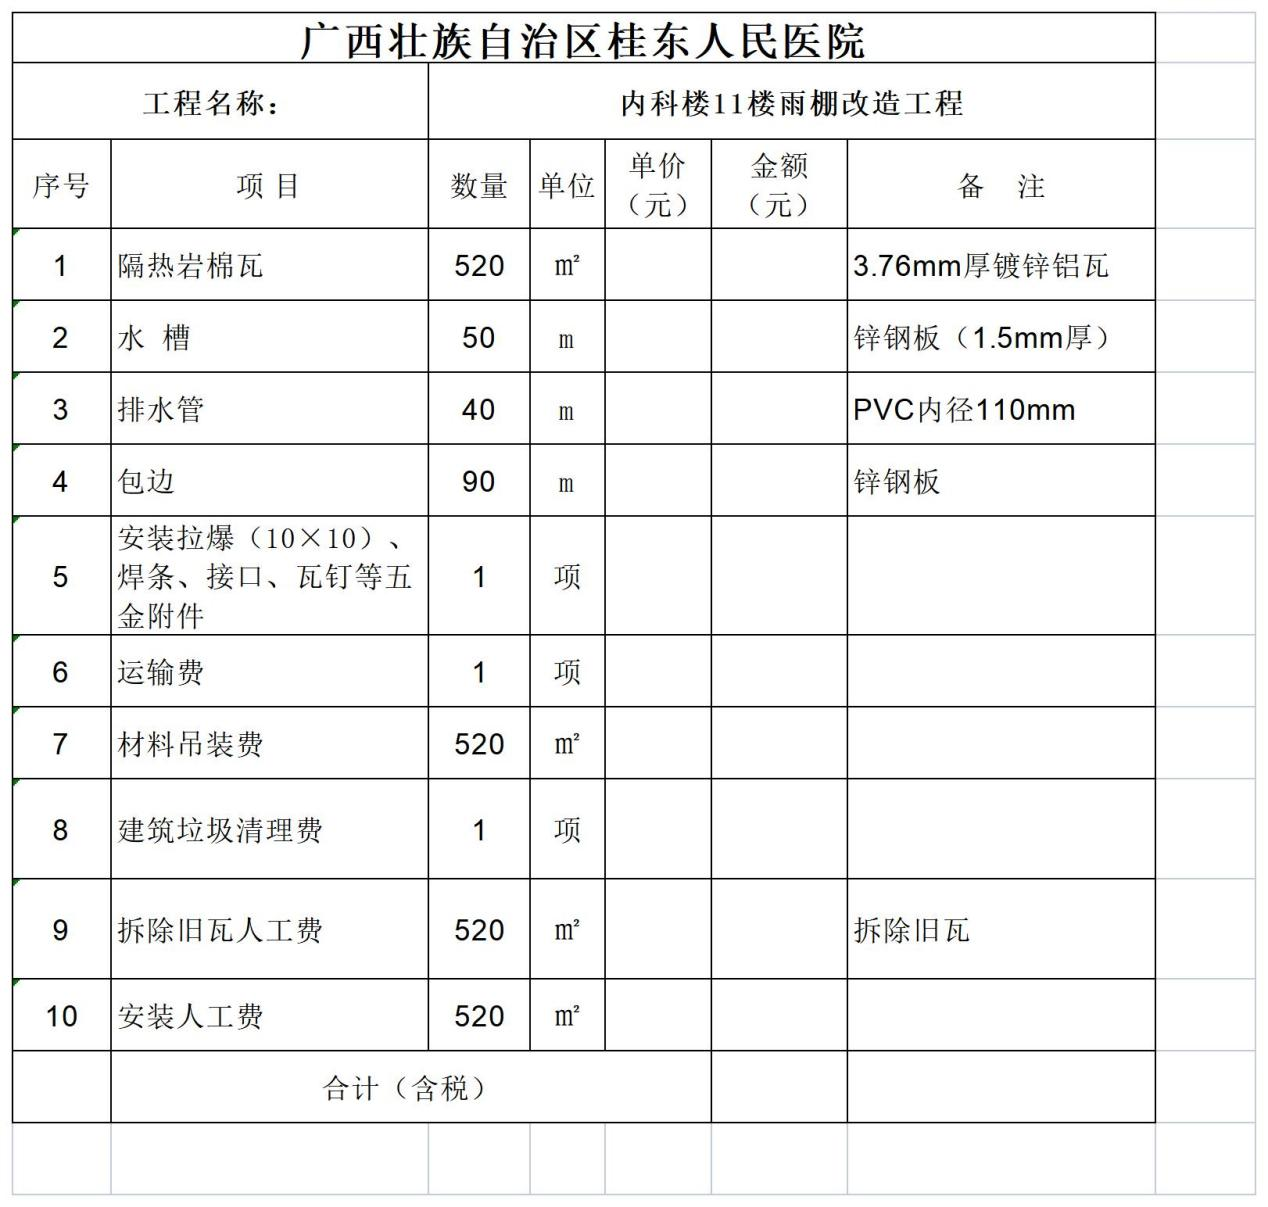 广西壮族自治区桂东人民医院
工程名称： 内科楼11楼雨棚改造工程
序号 项 目 数量 单位 单价（元） 金额（元） 备 注
1 隔热岩棉瓦 520 m² 3.76mm厚镀锌铝瓦
2 水 槽 50 m 锌钢板（1.5mm厚）
3 排水管 40 m PVC内径110mm
4 包边 90 m 锌钢板
5 安装拉爆（10×10）、
焊条、接口、瓦钉等五
金附件 1 项
6 运输费 1 项
7 材料吊装费 520 m²
8 建筑垃圾清理费 1 项
9 拆除旧瓦人工费 520 m² 拆除旧瓦
10 安装人工费 520 m²
合计（含税）